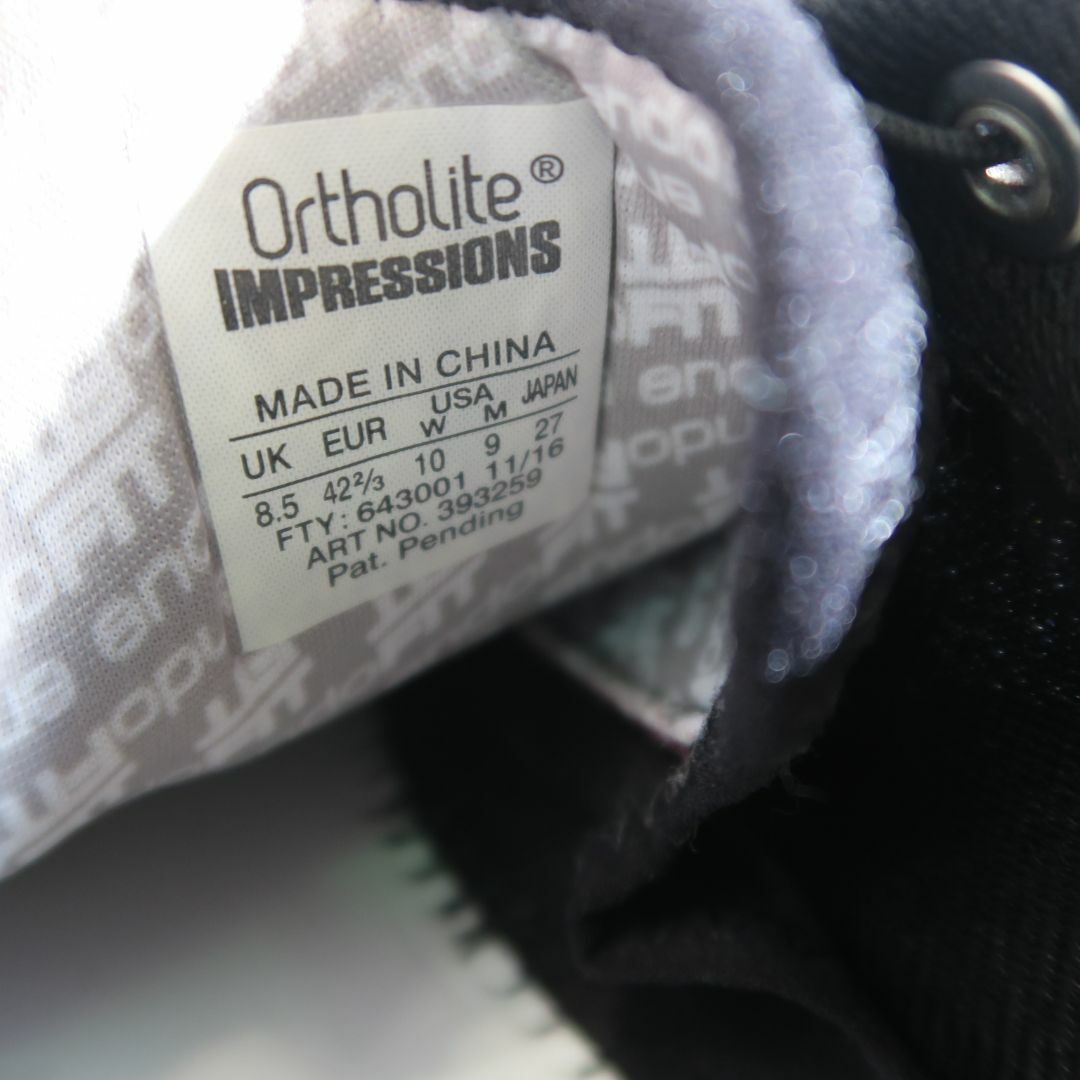 Ortholite®
IMPRESSIONS
MADE IN CHINA
UK EUR USA JAPAN
W M
8.5 42⅔ 10 9 27
FTY: 643001 11/16
ART NO. 393259
Pat. Pending